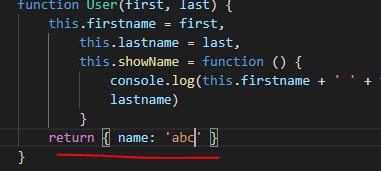 function User(first, last) {
this.firstname = first,
this.lastname = last,
this.showName = function () {
console.log(this.firstname + ' ' +
lastname)
}
return { name: 'abc' }
}